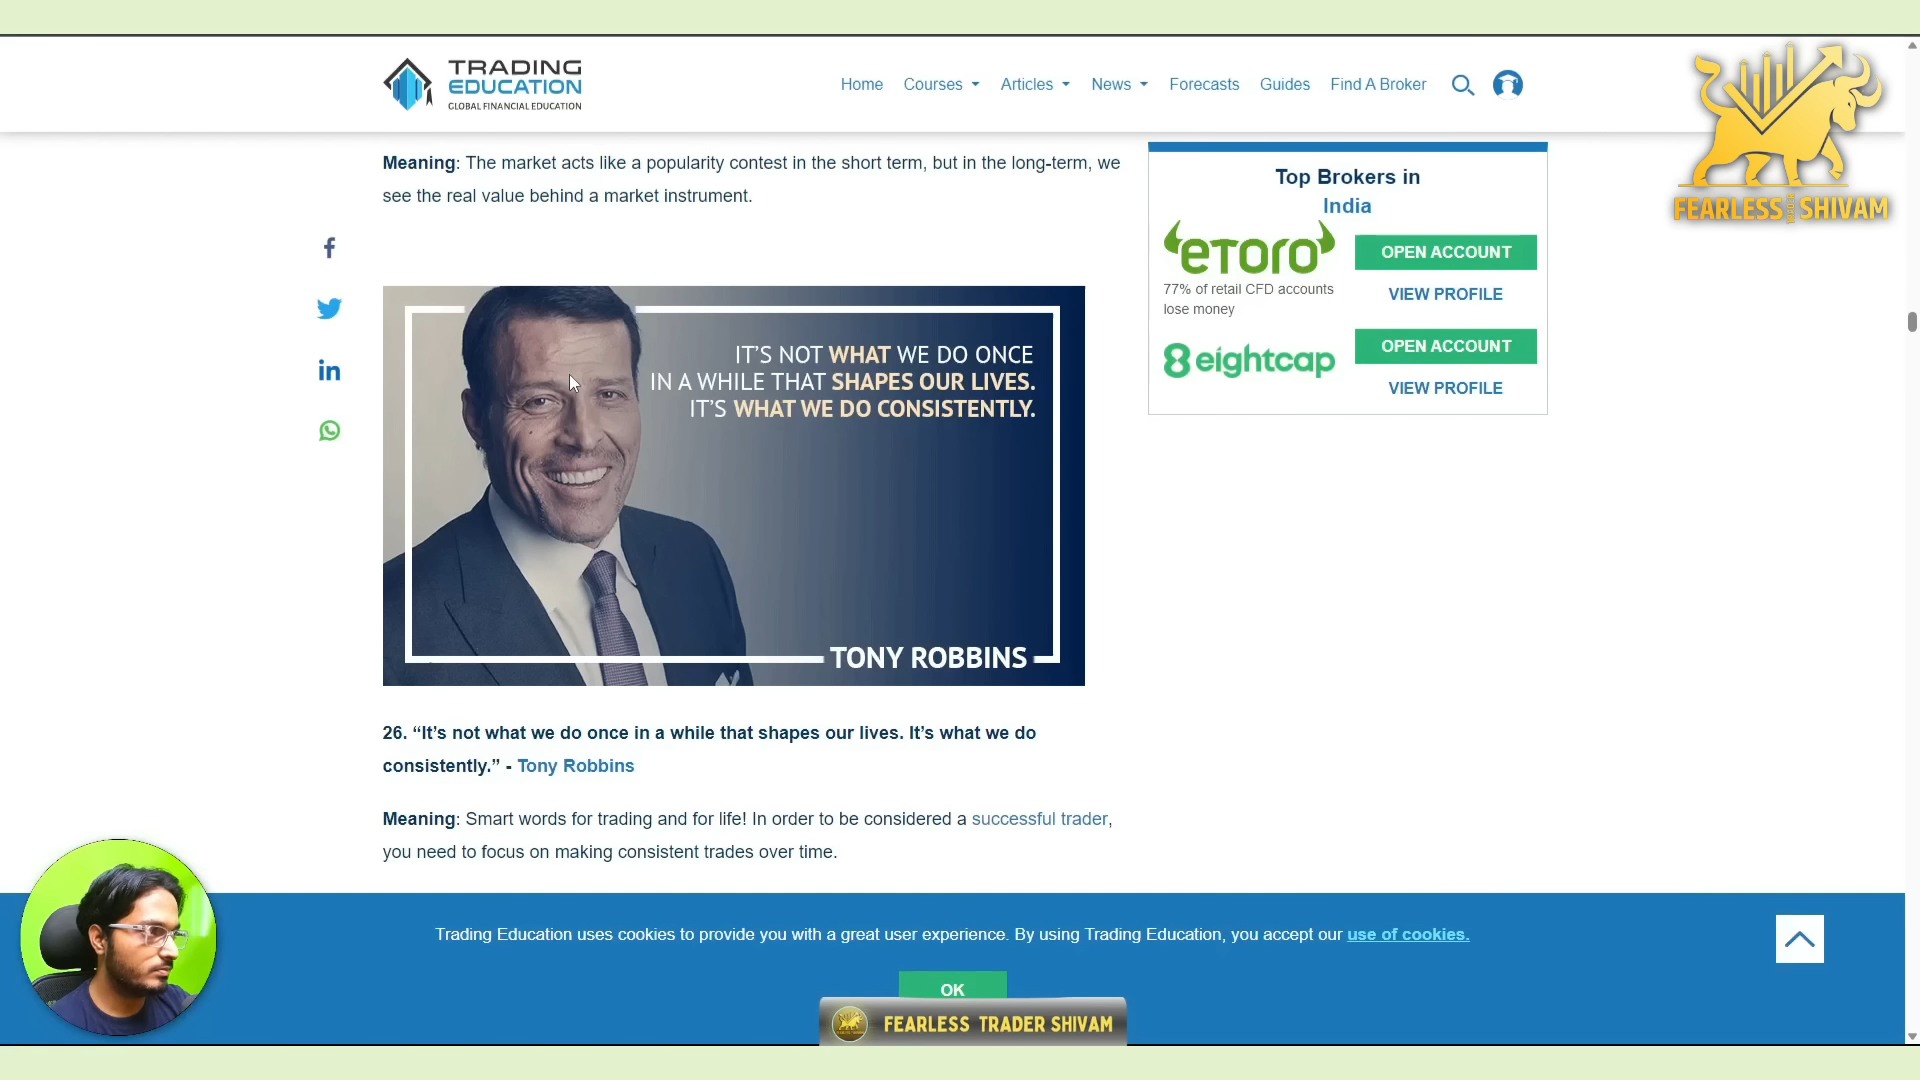 TRADING
EDUCATION
GLOBAL FINANCIAL EDUCATION
Home Courses Articles News Forecasts Guides Find A Broker
FEARLESS SHIVAM
Meaning: The market acts like a popularity contest in the short term, but in the long-term, we
see the real value behind a market instrument.
Top Brokers in
India
eToro
OPEN ACCOUNT
77% of retail CFD accounts
lose money
VIEW PROFILE
8 eightcap
OPEN ACCOUNT
VIEW PROFILE
IT'S NOT WHAT WE DO ONCE
IN A WHILE THAT SHAPES OUR LIVES.
IT'S WHAT WE DO CONSISTENTLY.
TONY ROBBINS
26. “It’s not what we do once in a while that shapes our lives. It’s what we do
consistently.” - Tony Robbins
Meaning: Smart words for trading and for life! In order to be considered a successful trader,
you need to focus on making consistent trades over time.
Trading Education uses cookies to provide you with a great user experience. By using Trading Education, you accept our use of cookies.
OK
FEARLESS TRADER SHIVAM